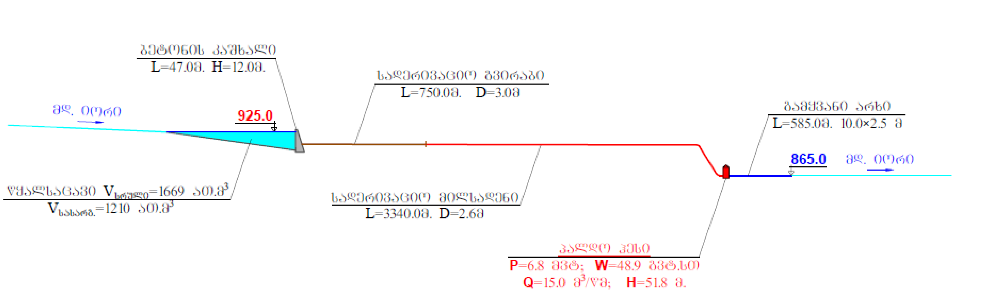 ბეტონის კაშხალი
L=47.0მ. H=12.0მ.
სადერივაციო გვირაბი
L=750.0მ. D=3.0მ
მდ. იორი
925.0
გამყვანი არხი
L=585.0მ. 10.0×2.5 მ
865.0 მდ. იორი
წყალსაცავი Vსრული=1669 ათ.მ³
Vსასარგ.=1210 ათ.მ³
სადერივაციო მილსადენი
L=3340.0მ. D=2.6მ
კალდო ჰესი
P=6.8 მვტ; W=48.9 გვტ.სთ
Q=15.0 მ³/წმ; H=51.8 მ.